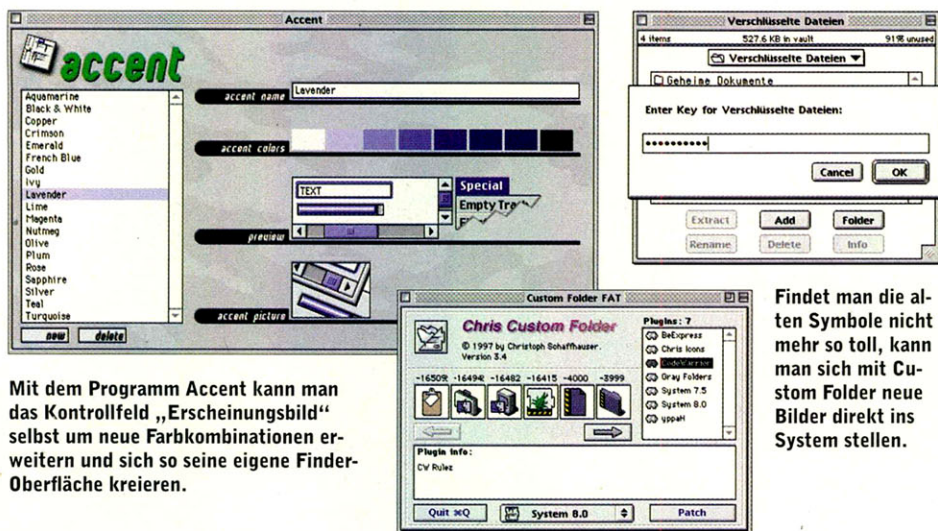 Accent
accent
Aquamarine
Black & White
Copper
Crimson
Emerald
French Blue
Gold
Ivy
Lavender
Lime
Magenta
Nutmeg
Olive
Plum
Rose
Sapphire
Silver
Teal
Turquoise
new delete
accent name
Lavender
accent colors
preview
TEXT
Special
Empty Tra
accent picture
Verschlüsselte Dateien
4 items 527.6 KB in vault 91% unused
Verschlüsselte Dateien
Geheime Dokumente
Enter Key for Verschlüsselte Dateien:
••••••••••
Cancel OK
Extract Add Folder
Rename Delete Info
Custom Folder FAT
Chris Custom Folder
© 1997 by Christoph Schaffhauser.
Version 3.4
-16494 -16482 -16415 -4000 -3999
Plugins: 7
BeExpress
Chris Icons
CodeWarrior
Gray Folders
System 7.5
System 8.0
yppaH
Plugin Info:
CW Rulez
Quit ⌘Q System 8.0 Patch
Mit dem Programm Accent kann man
das Kontrollfeld „Erscheinungsbild“
selbst um neue Farbkombinationen er-
weitern und sich so seine eigene Finder-
Oberfläche kreieren.
Findet man die al-
ten Symbole nicht
mehr so toll, kann
man sich mit Cu-
stom Folder neue
Bilder direkt ins
System stellen.